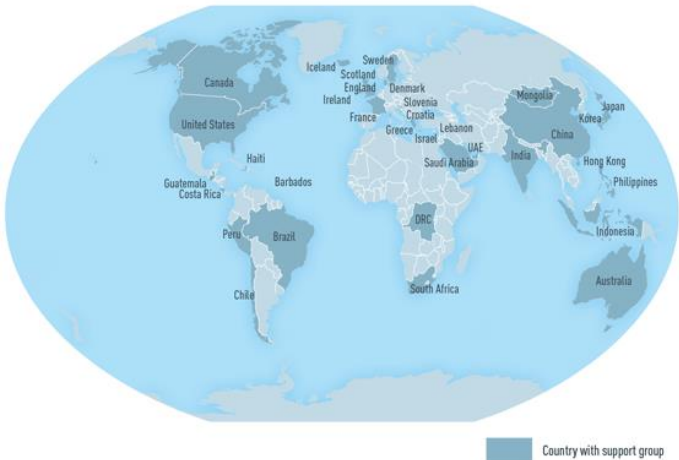 Canada
United States
Haiti
Guatemala
Barbados
Costa Rica
Peru
Brazil
Chile
Iceland
Sweden
Scotland
Denmark
England
Ireland
Slovenia
Croatia
France
Greece
Israel
Lebanon
UAE
Saudi Arabia
DRC
South Africa
Mongolia
Japan
Korea
China
India
Hong Kong
Philippines
Indonesia
Australia
Country with support group